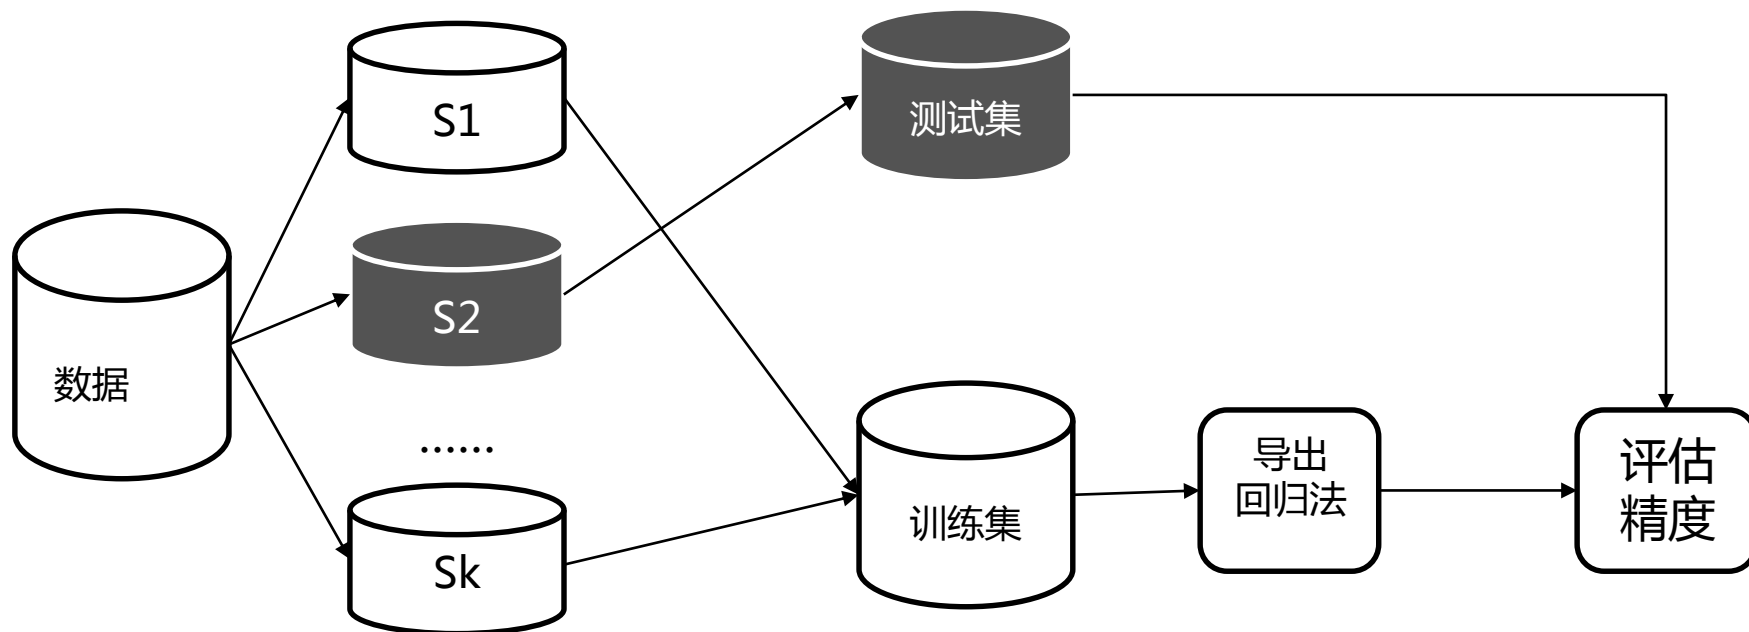 S1
测试集
S2
数据
......
Sk
训练集
导出
回归法
评估
精度